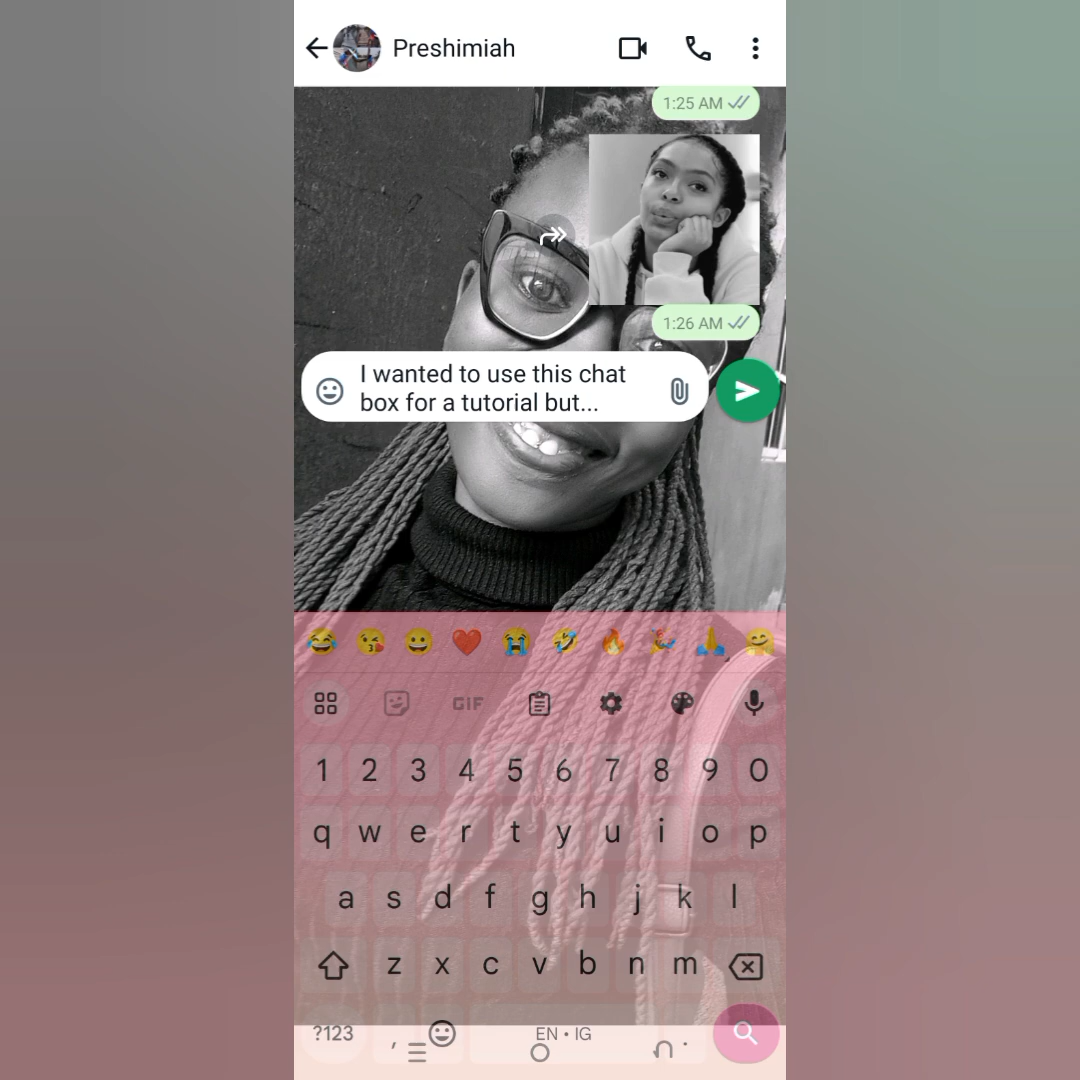 Preshimiah
1:25 AM
1:26 AM
I wanted to use this chat
box for a tutorial but...
GIF
1 2 3 4 5 6 7 8 9 0
q w e r t y u i o p
a s d f g h j k l
z x c v b n m
?123 , EN • IG .